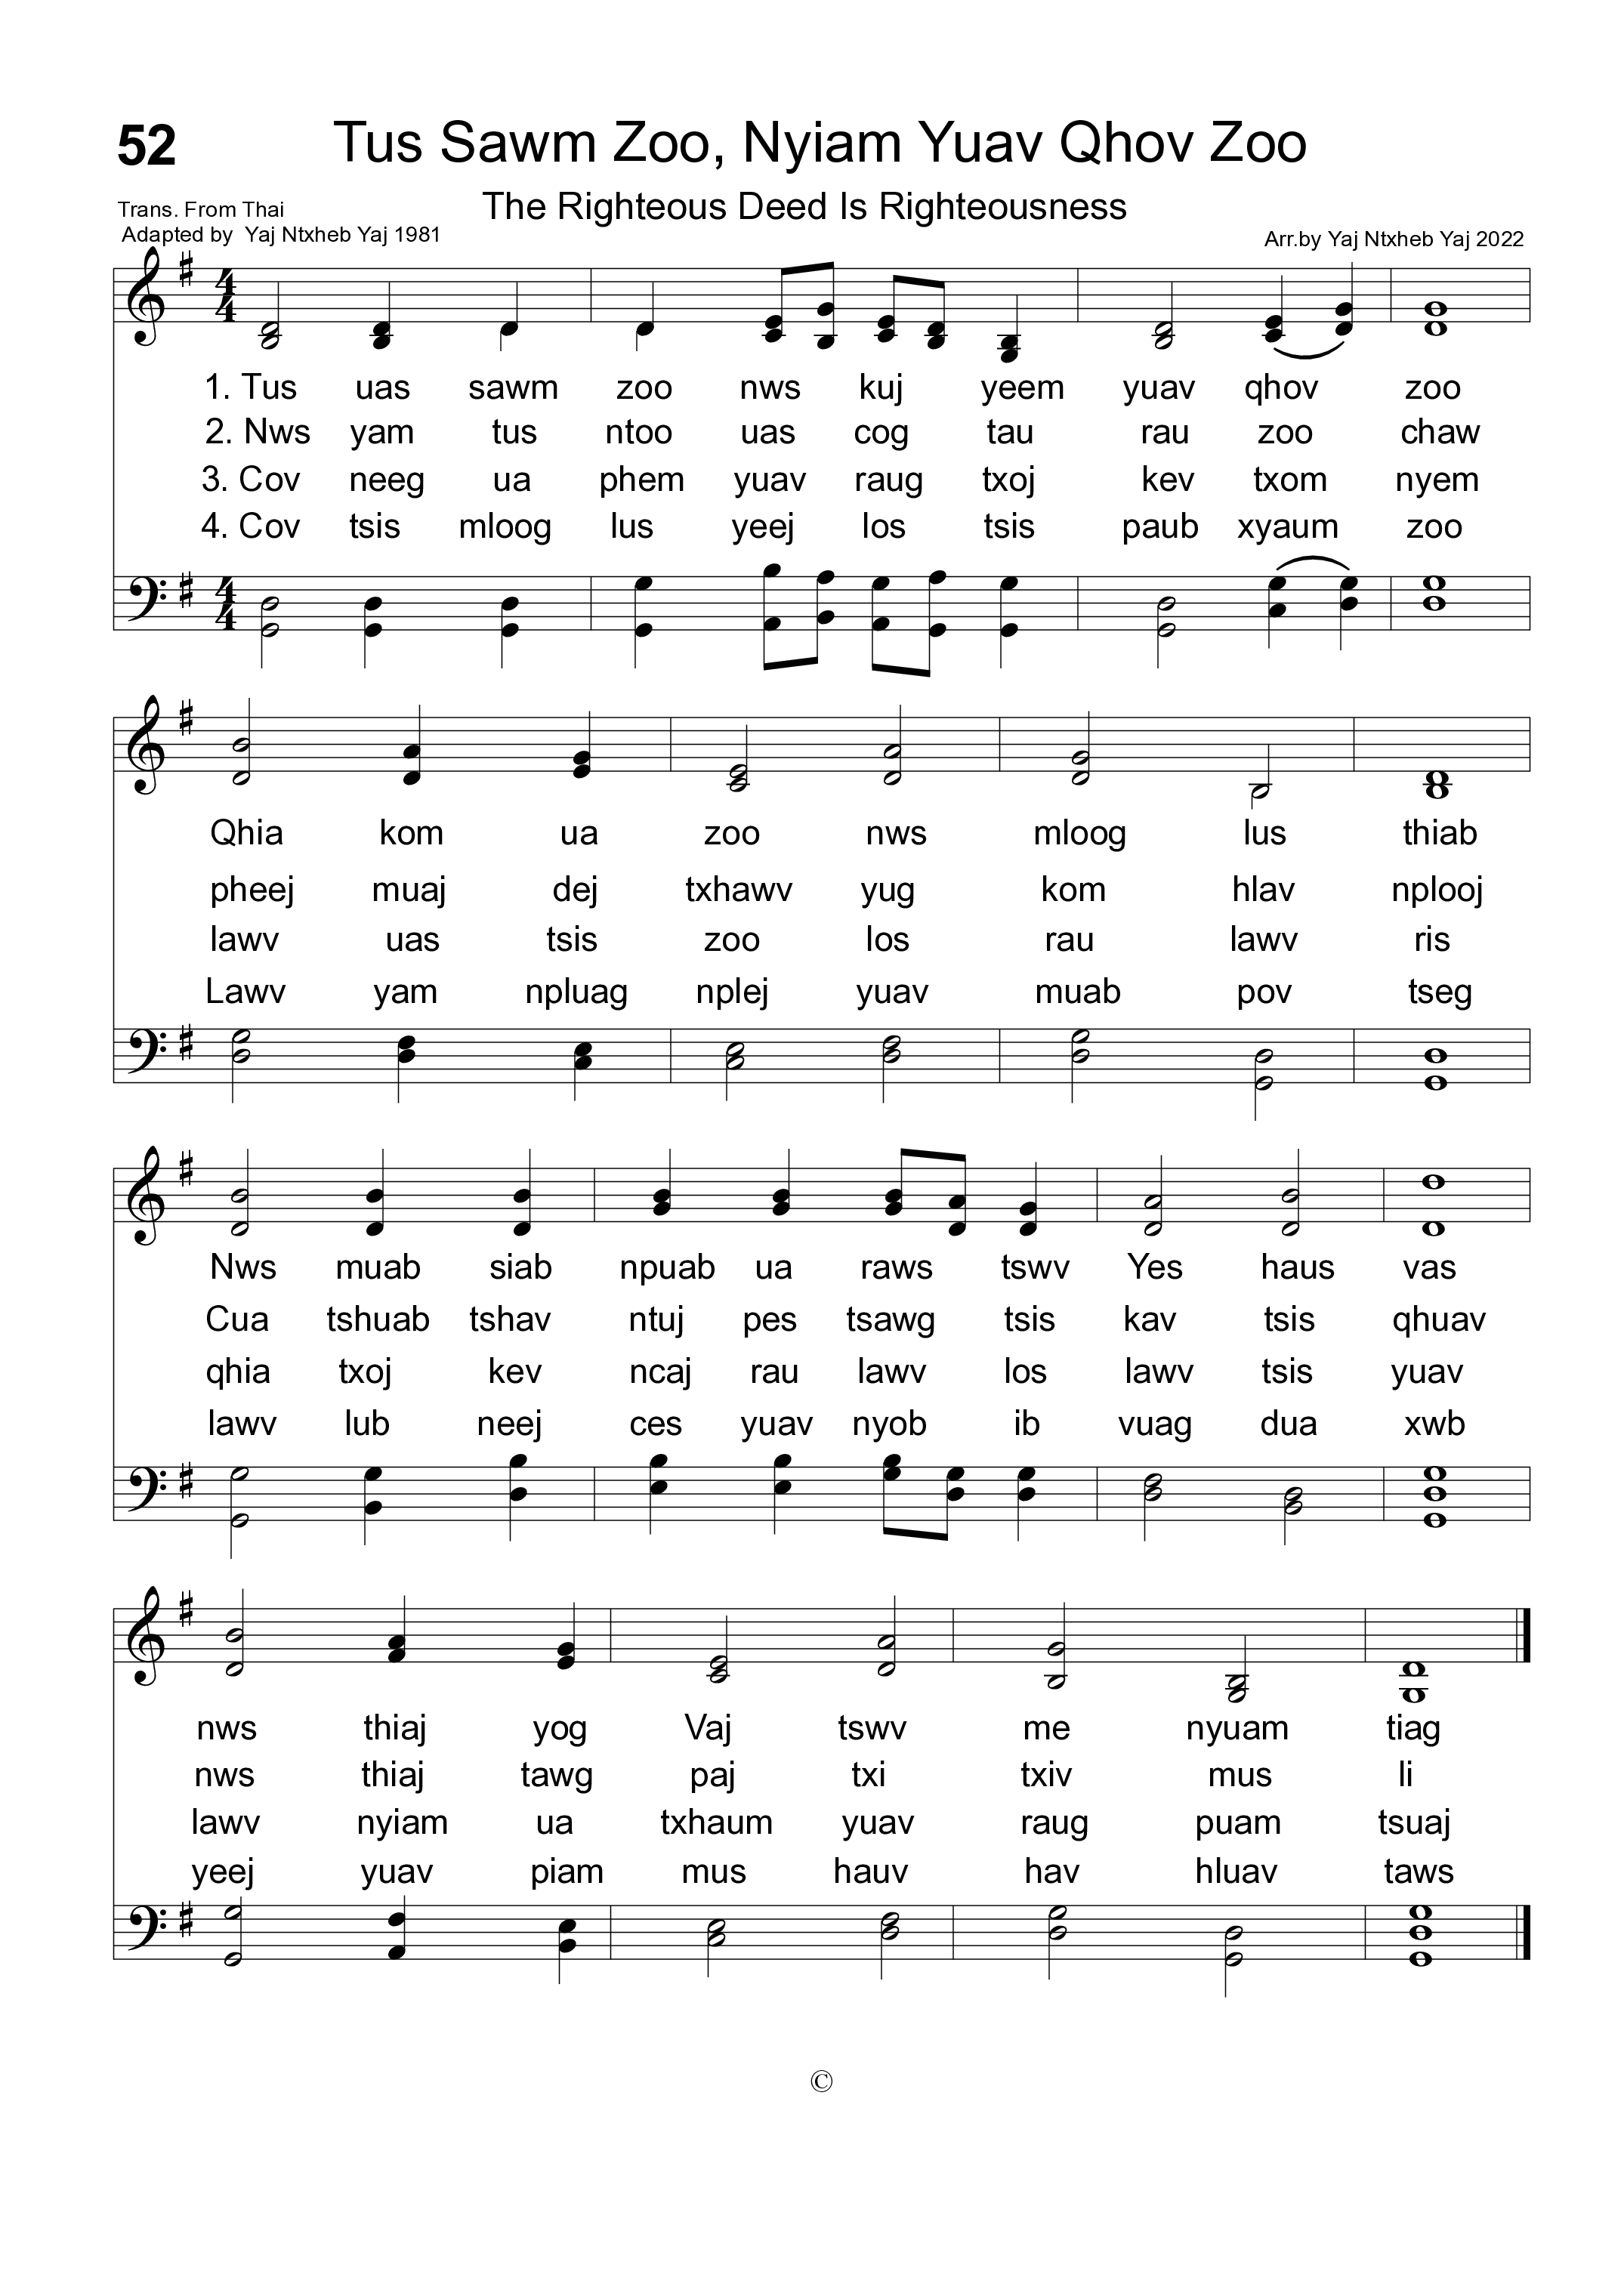 52 Tus Sawm Zoo, Nyiam Yuav Qhov Zoo
The Righteous Deed Is Righteousness
Trans. From Thai
Adapted by Yaj Ntxheb Yaj 1981
Arr.by Yaj Ntxheb Yaj 2022
4
4
1. Tus uas sawm zoo nws kuj yeem yuav qhov zoo
2. Nws yam tus ntoo uas cog tau rau zoo chaw
3. Cov neeg ua phem yuav raug txoj kev txom nyem
4. Cov tsis mloog lus yeej los tsis paub xyaum zoo
4
4
Qhia kom ua zoo nws mloog lus thiab
pheej muaj dej txhawv yug kom hlav nplooj
lawv uas tsis zoo los rau lawv ris
Lawv yam npluag nplej yuav muab pov tseg
Nws muab siab npuab ua raws tswv Yes haus vas
Cua tshuab tshav ntuj pes tsawg tsis kav tsis qhuav
qhia txoj kev ncaj rau lawv los lawv tsis yuav
lawv lub neej ces yuav nyob ib vuag dua xwb
nws thiaj yog Vaj tswv me nyuam tiag
nws thiaj tawg paj txi txiv mus li
lawv nyiam ua txhaum yuav raug puam tsuaj
yeej yuav piam mus hauv hav hluav taws
©